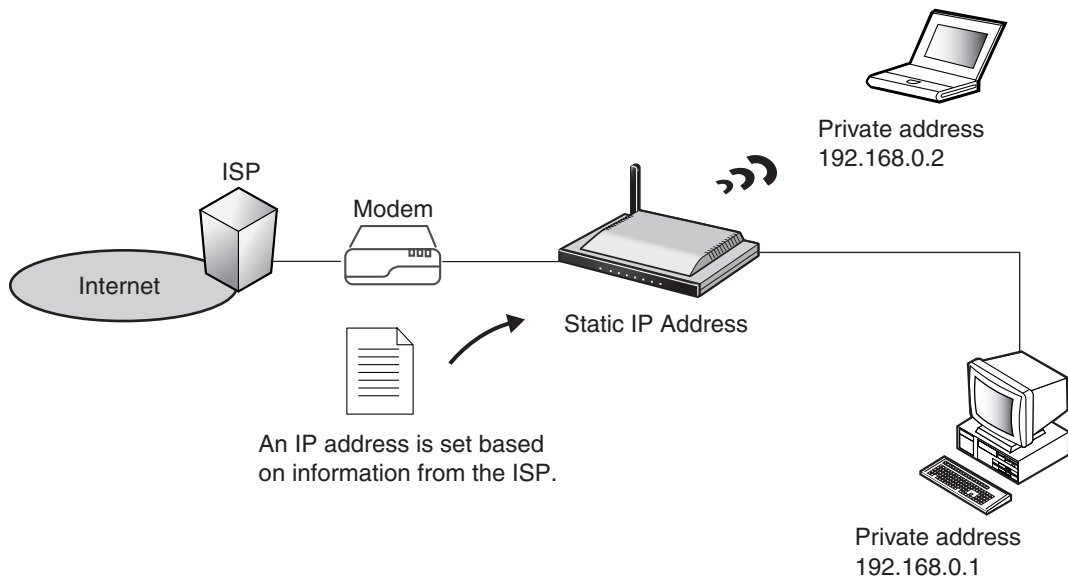 ISP
Modem
Internet
Private address
192.168.0.2
Static IP Address
An IP address is set based
on information from the ISP.
Private address
192.168.0.1